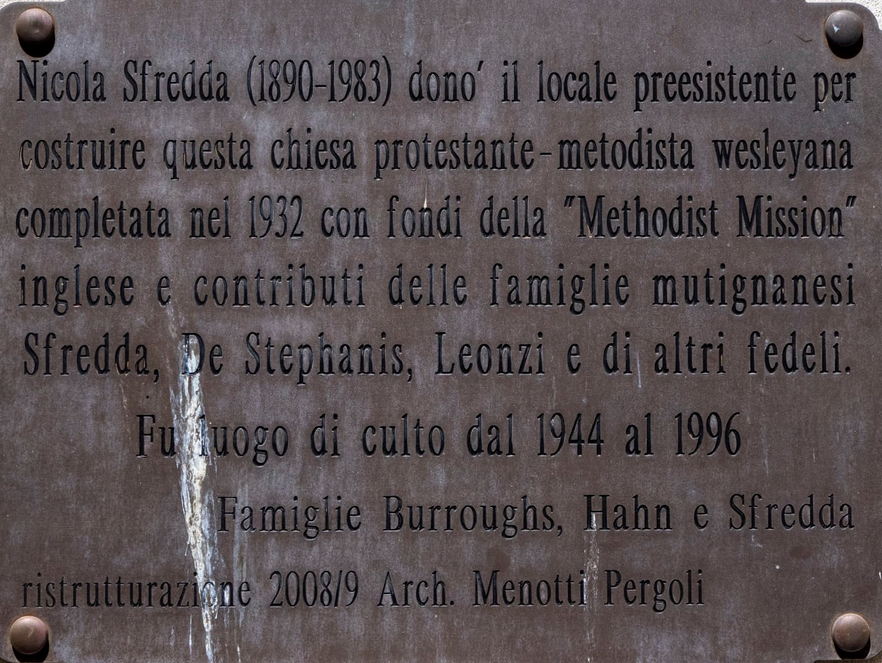 Nicola Sfredda (1890-1983) dono' il locale preesistente per
costruire questa chiesa protestante-metodista wesleyana
completata nel 1932 con fondi della "Methodist Mission"
inglese e contributi delle famiglie mutignanesi
Sfredda, De Stephanis, Leonzi e di altri fedeli.
Fu luogo di culto dal 1944 al 1996
Famiglie Burroughs, Hahn e Sfredda
ristrutturazione 2008/9 Arch. Menotti Pergoli